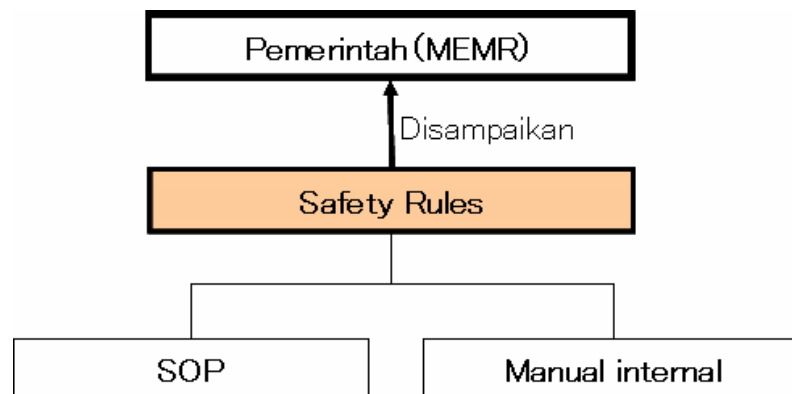 Pemerintah(MEMR)
Disampaikan
Safety Rules
SOP
Manual internal